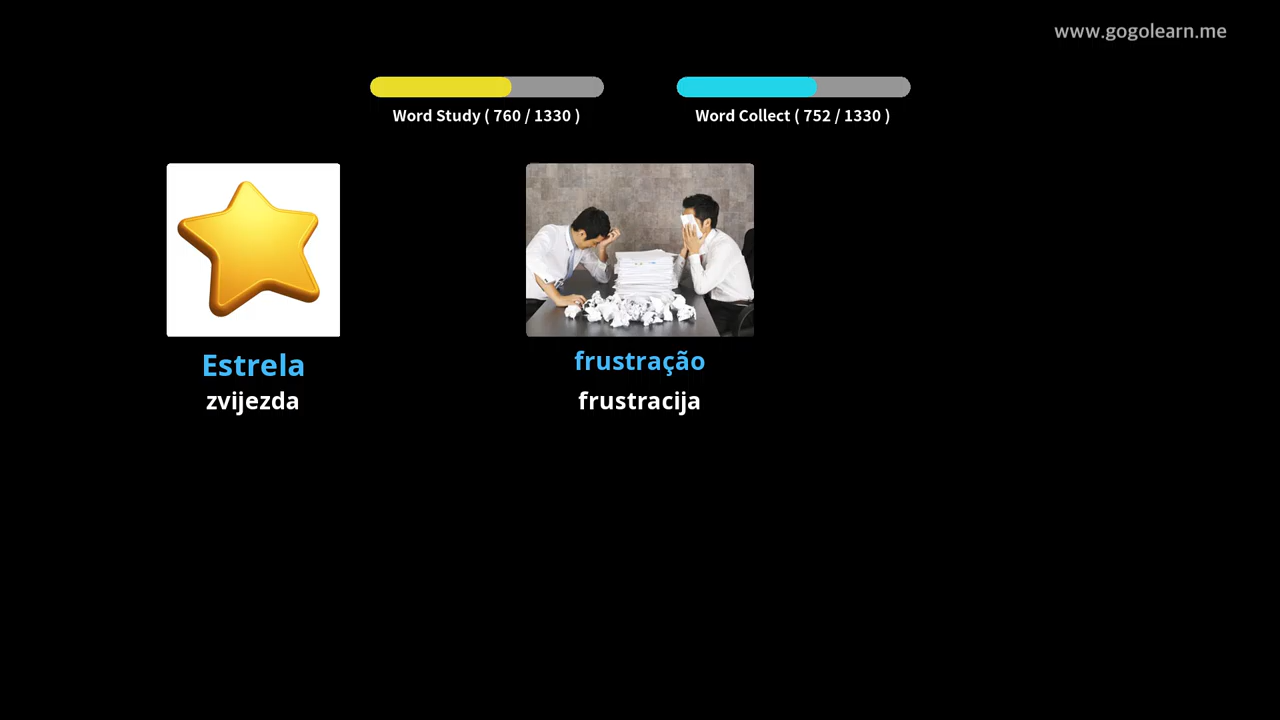 www.gogolearn.me
Word Study ( 760 / 1330 )
Word Collect ( 752 / 1330 )
Estrela
zvijezda
frustração
frustracija